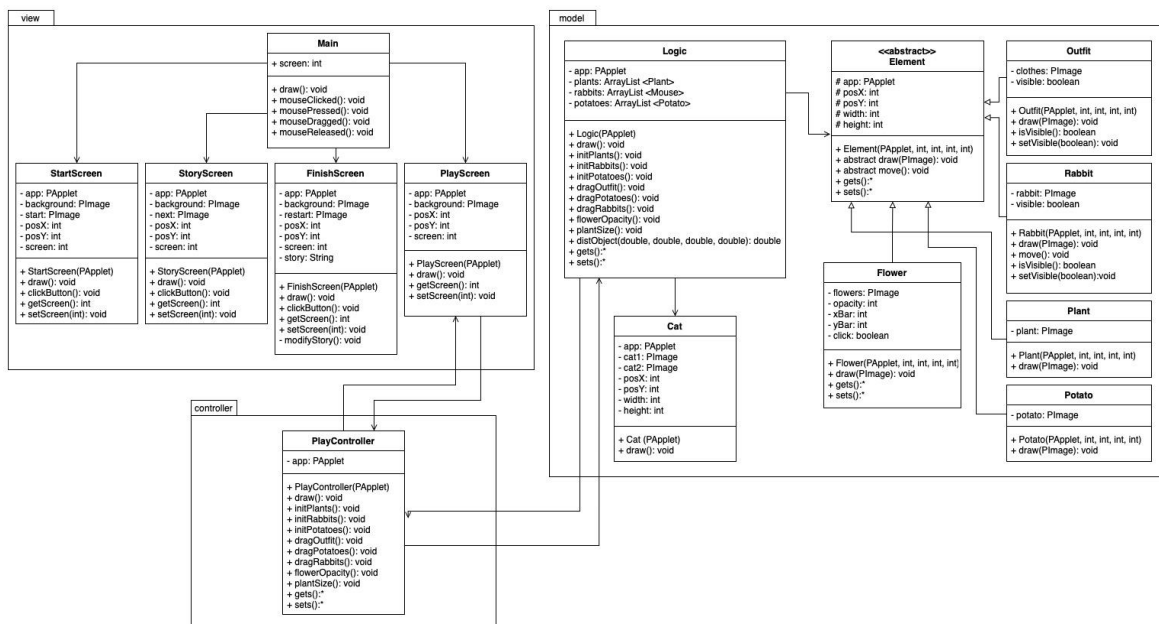 view
Main
+ screen: int
+ draw(): void
+ mouseClicked(): void
+ mousePressed(): void
+ mouseDragged(): void
+ mouseReleased(): void
StartScreen
- app: PApplet
- background: PImage
- start: PImage
- posX: int
- posY: int
- screen: int
+ StartScreen(PApplet)
+ draw(): void
+ clickButton(): void
+ getScreen(): int
+ setScreen(int): void
StoryScreen
- app: PApplet
- background: PImage
- next: PImage
- posX: int
- posY: int
- screen: int
+ StoryScreen(PApplet)
+ draw(): void
+ clickButton(): void
+ getScreen(): int
+ setScreen(int): void
FinishScreen
- app: PApplet
- background: PImage
- restart: PImage
- posX: int
- posY: int
- screen: int
- story: String
+ FinishScreen(PApplet)
+ draw(): void
+ clickButton(): void
+ getScreen(): int
+ setScreen(int): void
- modifyStory(): void
PlayScreen
- app: PApplet
- background: PImage
- posX: int
- posY: int
- screen: int
+ PlayScreen(PApplet)
+ draw(): void
+ getScreen(): int
+ setScreen(int): void
controller
PlayController
- app: PApplet
+ PlayController(PApplet)
+ draw(): void
+ initPlants(): void
+ initRabbits(): void
+ initPotatoes(): void
+ dragOutfit(): void
+ dragPotatoes(): void
+ dragRabbits(): void
+ flowerOpacity(): void
+ plantSize(): void
+ gets():*
+ sets():*
model
Logic
- app: PApplet
- plants: ArrayList <Plant>
- rabbits: ArrayList <Mouse>
- potatoes: ArrayList <Potato>
+ Logic(PApplet)
+ draw(): void
+ initPlants(): void
+ initRabbits(): void
+ initPotatoes(): void
+ dragOutfit(): void
+ dragPotatoes(): void
+ dragRabbits(): void
+ flowerOpacity(): void
+ plantSize(): void
+ distObject(double, double, double, double): double
+ gets():*
+ sets():*
Cat
- app: PApplet
- cat1: PImage
- cat2: PImage
- posX: int
- posY: int
- width: int
- height: int
+ Cat (PApplet)
+ draw(): void
<<abstract>>
Element
# app: PApplet
# posX: int
# posY: int
# width: int
# height: int
+ Element(PApplet, int, int, int, int)
+ abstract draw(PImage): void
+ abstract move(): void
+ gets():*
+ sets():*
Flower
- flowers: PImage
- opacity: int
- xBar: int
- yBar: int
- click: boolean
+ Flower(PApplet, int, int, int, int)
+ draw(PImage): void
+ gets():*
+ sets():*
Outfit
- clothes: PImage
- visible: boolean
+ Outfit(PApplet, int, int, int, int)
+ draw(PImage): void
+ isVisible(): boolean
+ setVisible(boolean): void
Rabbit
- rabbit: PImage
- visible: boolean
+ Rabbit(PApplet, int, int, int, int)
+ draw(PImage): void
+ move(): void
+ isVisible(): boolean
+ setVisible(boolean):void
Plant
- plant: PImage
+ Plant(PApplet, int, int, int, int)
+ draw(PImage): void
Potato
- potato: PImage
+ Potato(PApplet, int, int, int, int)
+ draw(PImage): void